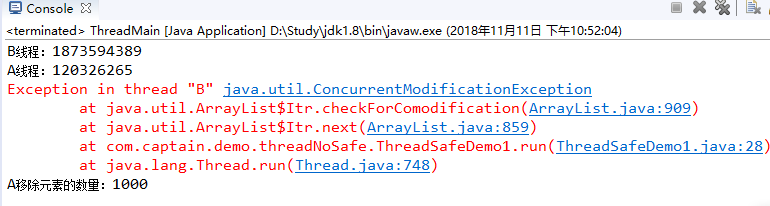 Console
<terminated> ThreadMain [Java Application] D:\Study\jdk1.8\bin\javaw.exe (2018年11月11日 下午10:52:04)
B线程：1873594389
A线程：120326265
Exception in thread "B" java.util.ConcurrentModificationException
at java.util.ArrayList$Itr.checkForComodification(ArrayList.java:909)
at java.util.ArrayList$Itr.next(ArrayList.java:859)
at com.captain.demo.threadNoSafe.ThreadSafeDemo1.run(ThreadSafeDemo1.java:28)
at java.lang.Thread.run(Thread.java:748)
A移除元素的数量：1000